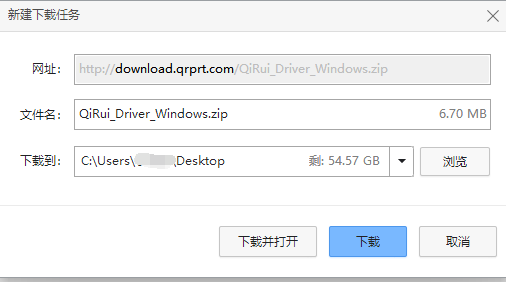 新建下载任务
网址： http://download.qrprt.com/QiRui_Driver_Windows.zip
文件名： QiRui_Driver_Windows.zip 6.70 MB
下载到： C:\Users\ \Desktop 剩: 54.57 GB 浏览
下载并打开 下载 取消